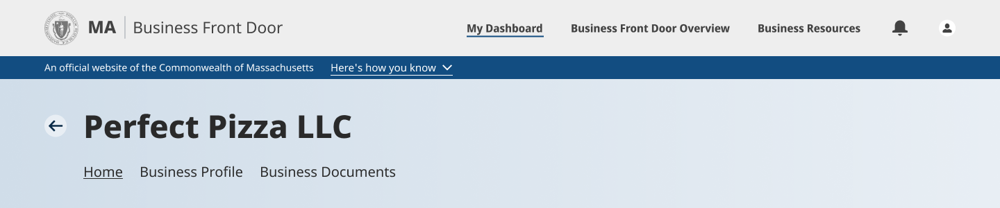 MA Business Front Door
My Dashboard Business Front Door Overview Business Resources
An official website of the Commonwealth of Massachusetts Here's how you know
Perfect Pizza LLC
Home Business Profile Business Documents